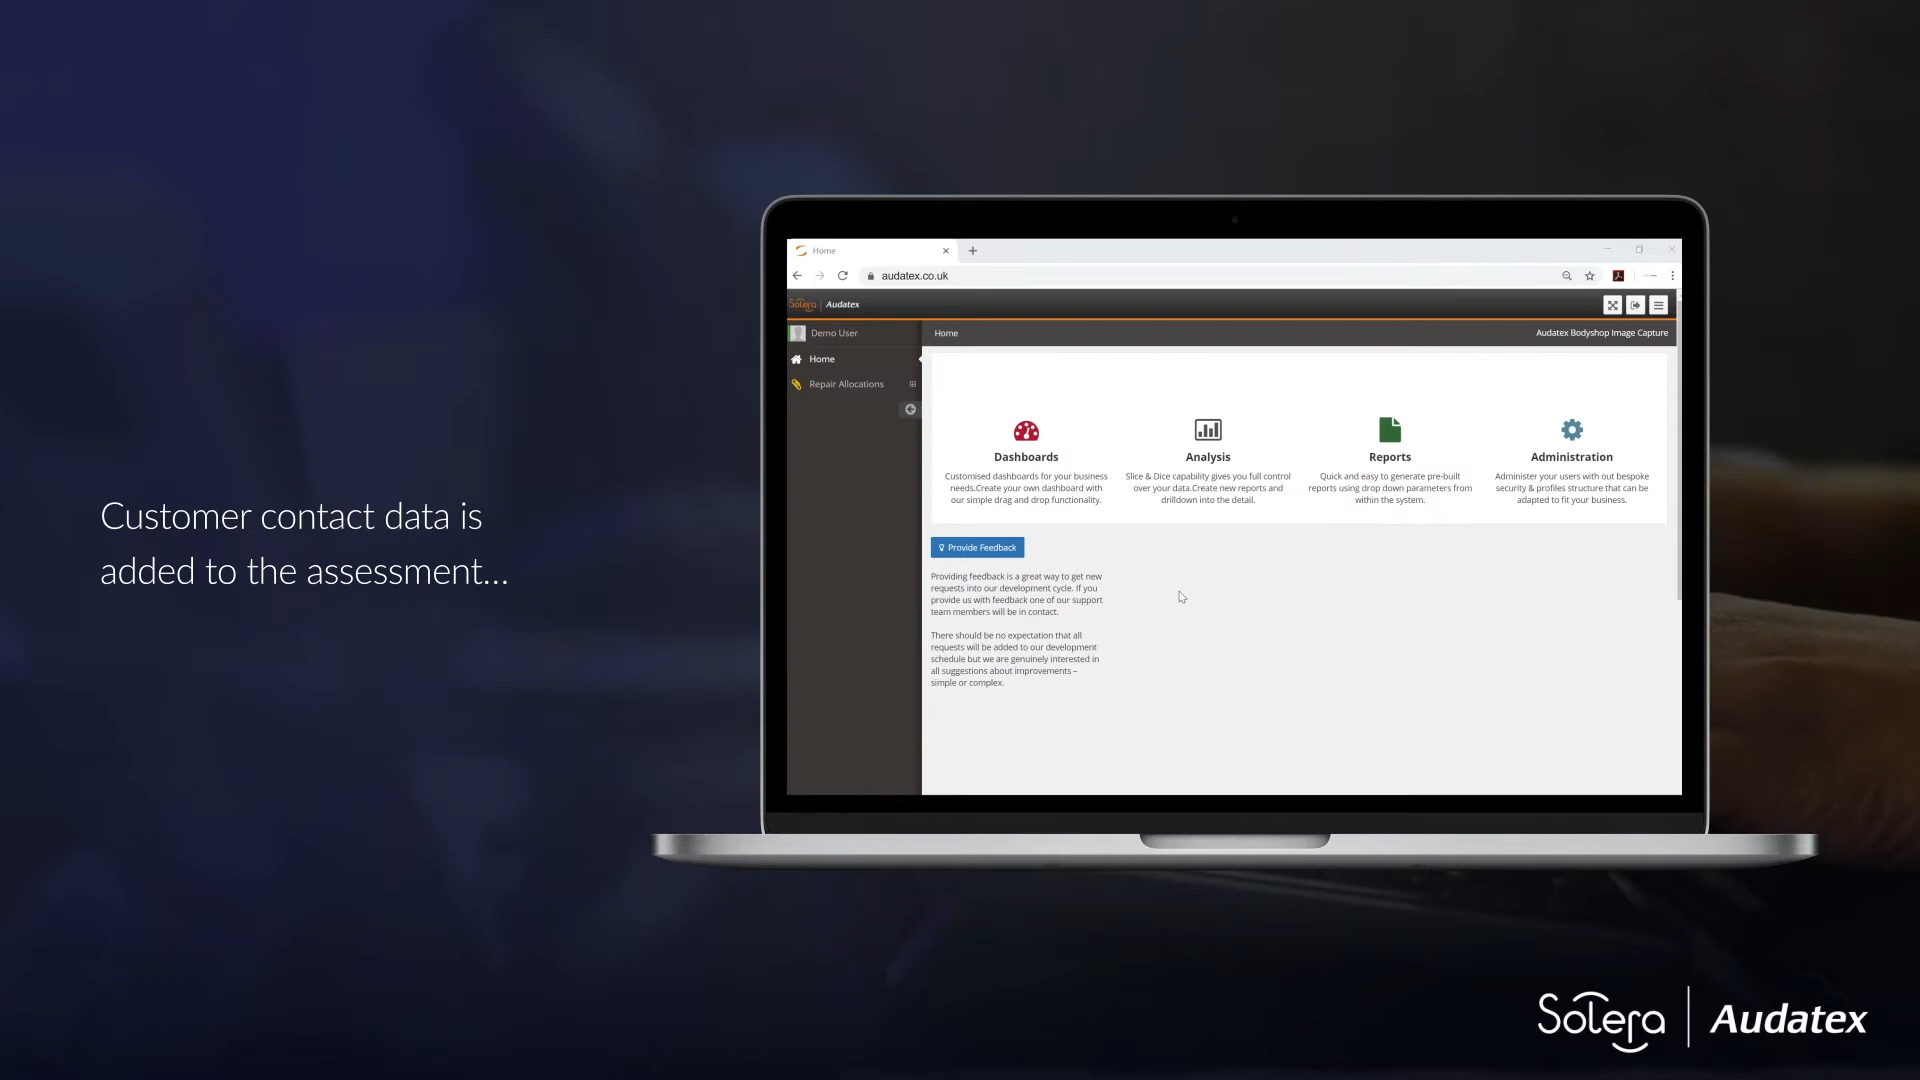 Customer contact data is
added to the assessment...
Home
audatex.co.uk
Solera | Audatex
Demo User
Home
Audatex Bodyshop Image Capture
Home
Repair Allocations
Dashboards
Customised dashboards for your business
needs.Create your own dashboard with
our simple drag and drop functionality.
Analysis
Slice & Dice capability gives you full control
over your data.Create new reports and
drilldown into the detail.
Reports
Quick and easy to generate pre-built
reports using drop down parameters from
within the system.
Administration
Administer your users with out bespoke
security & profiles structure that can be
adapted to fit your business.
Provide Feedback
Providing feedback is a great way to get new
requests into our development cycle. If you
provide us with feedback one of our support
team members will be in contact.
There should be no expectation that all
requests will be added to our development
schedule but we are genuinely interested in
all suggestions about improvements –
simple or complex.
Solera | Audatex